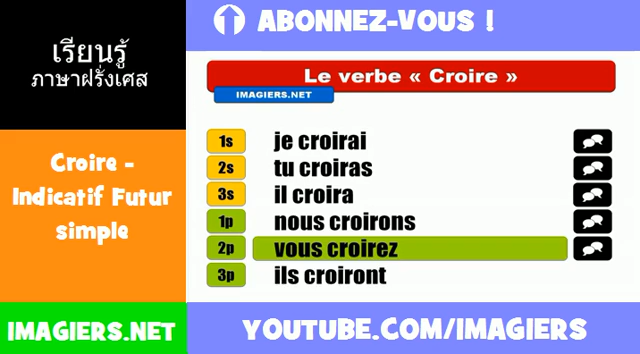 เรียนรู้
ภาษาฝรั่งเศส
Croire -
Indicatif Futur
simple
IMAGIERS.NET
ABONNEZ-VOUS !
Le verbe « Croire »
IMAGIERS.NET
1s je croirai
2s tu croiras
3s il croira
1p nous croirons
2p vous croirez
3p ils croiront
YOUTUBE.COM/IMAGIERS